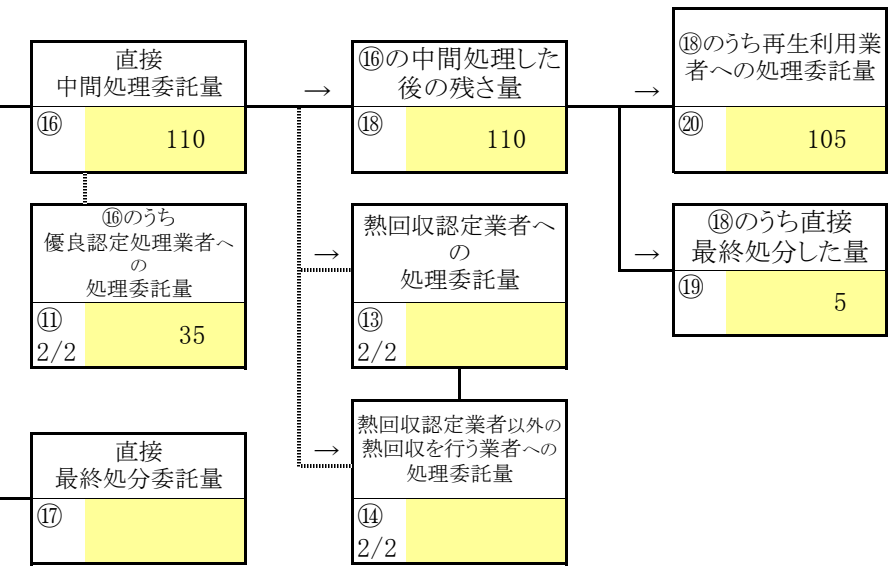 直接
中間処理委託量
⑯
110
→
⑯の中間処理した
後の残さ量
⑱
110
→
⑱のうち再生利用業
者への処理委託量
⑳
105
⑯のうち
優良認定処理業者へ
の
処理委託量
⑪
2/2
35
→
熱回収認定業者へ
の
処理委託量
⑬
2/2
→
⑱のうち直接
最終処分した量
⑲
5
直接
最終処分委託量
⑰
→
熱回収認定業者以外の
熱回収を行う業者への
処理委託量
⑭
2/2